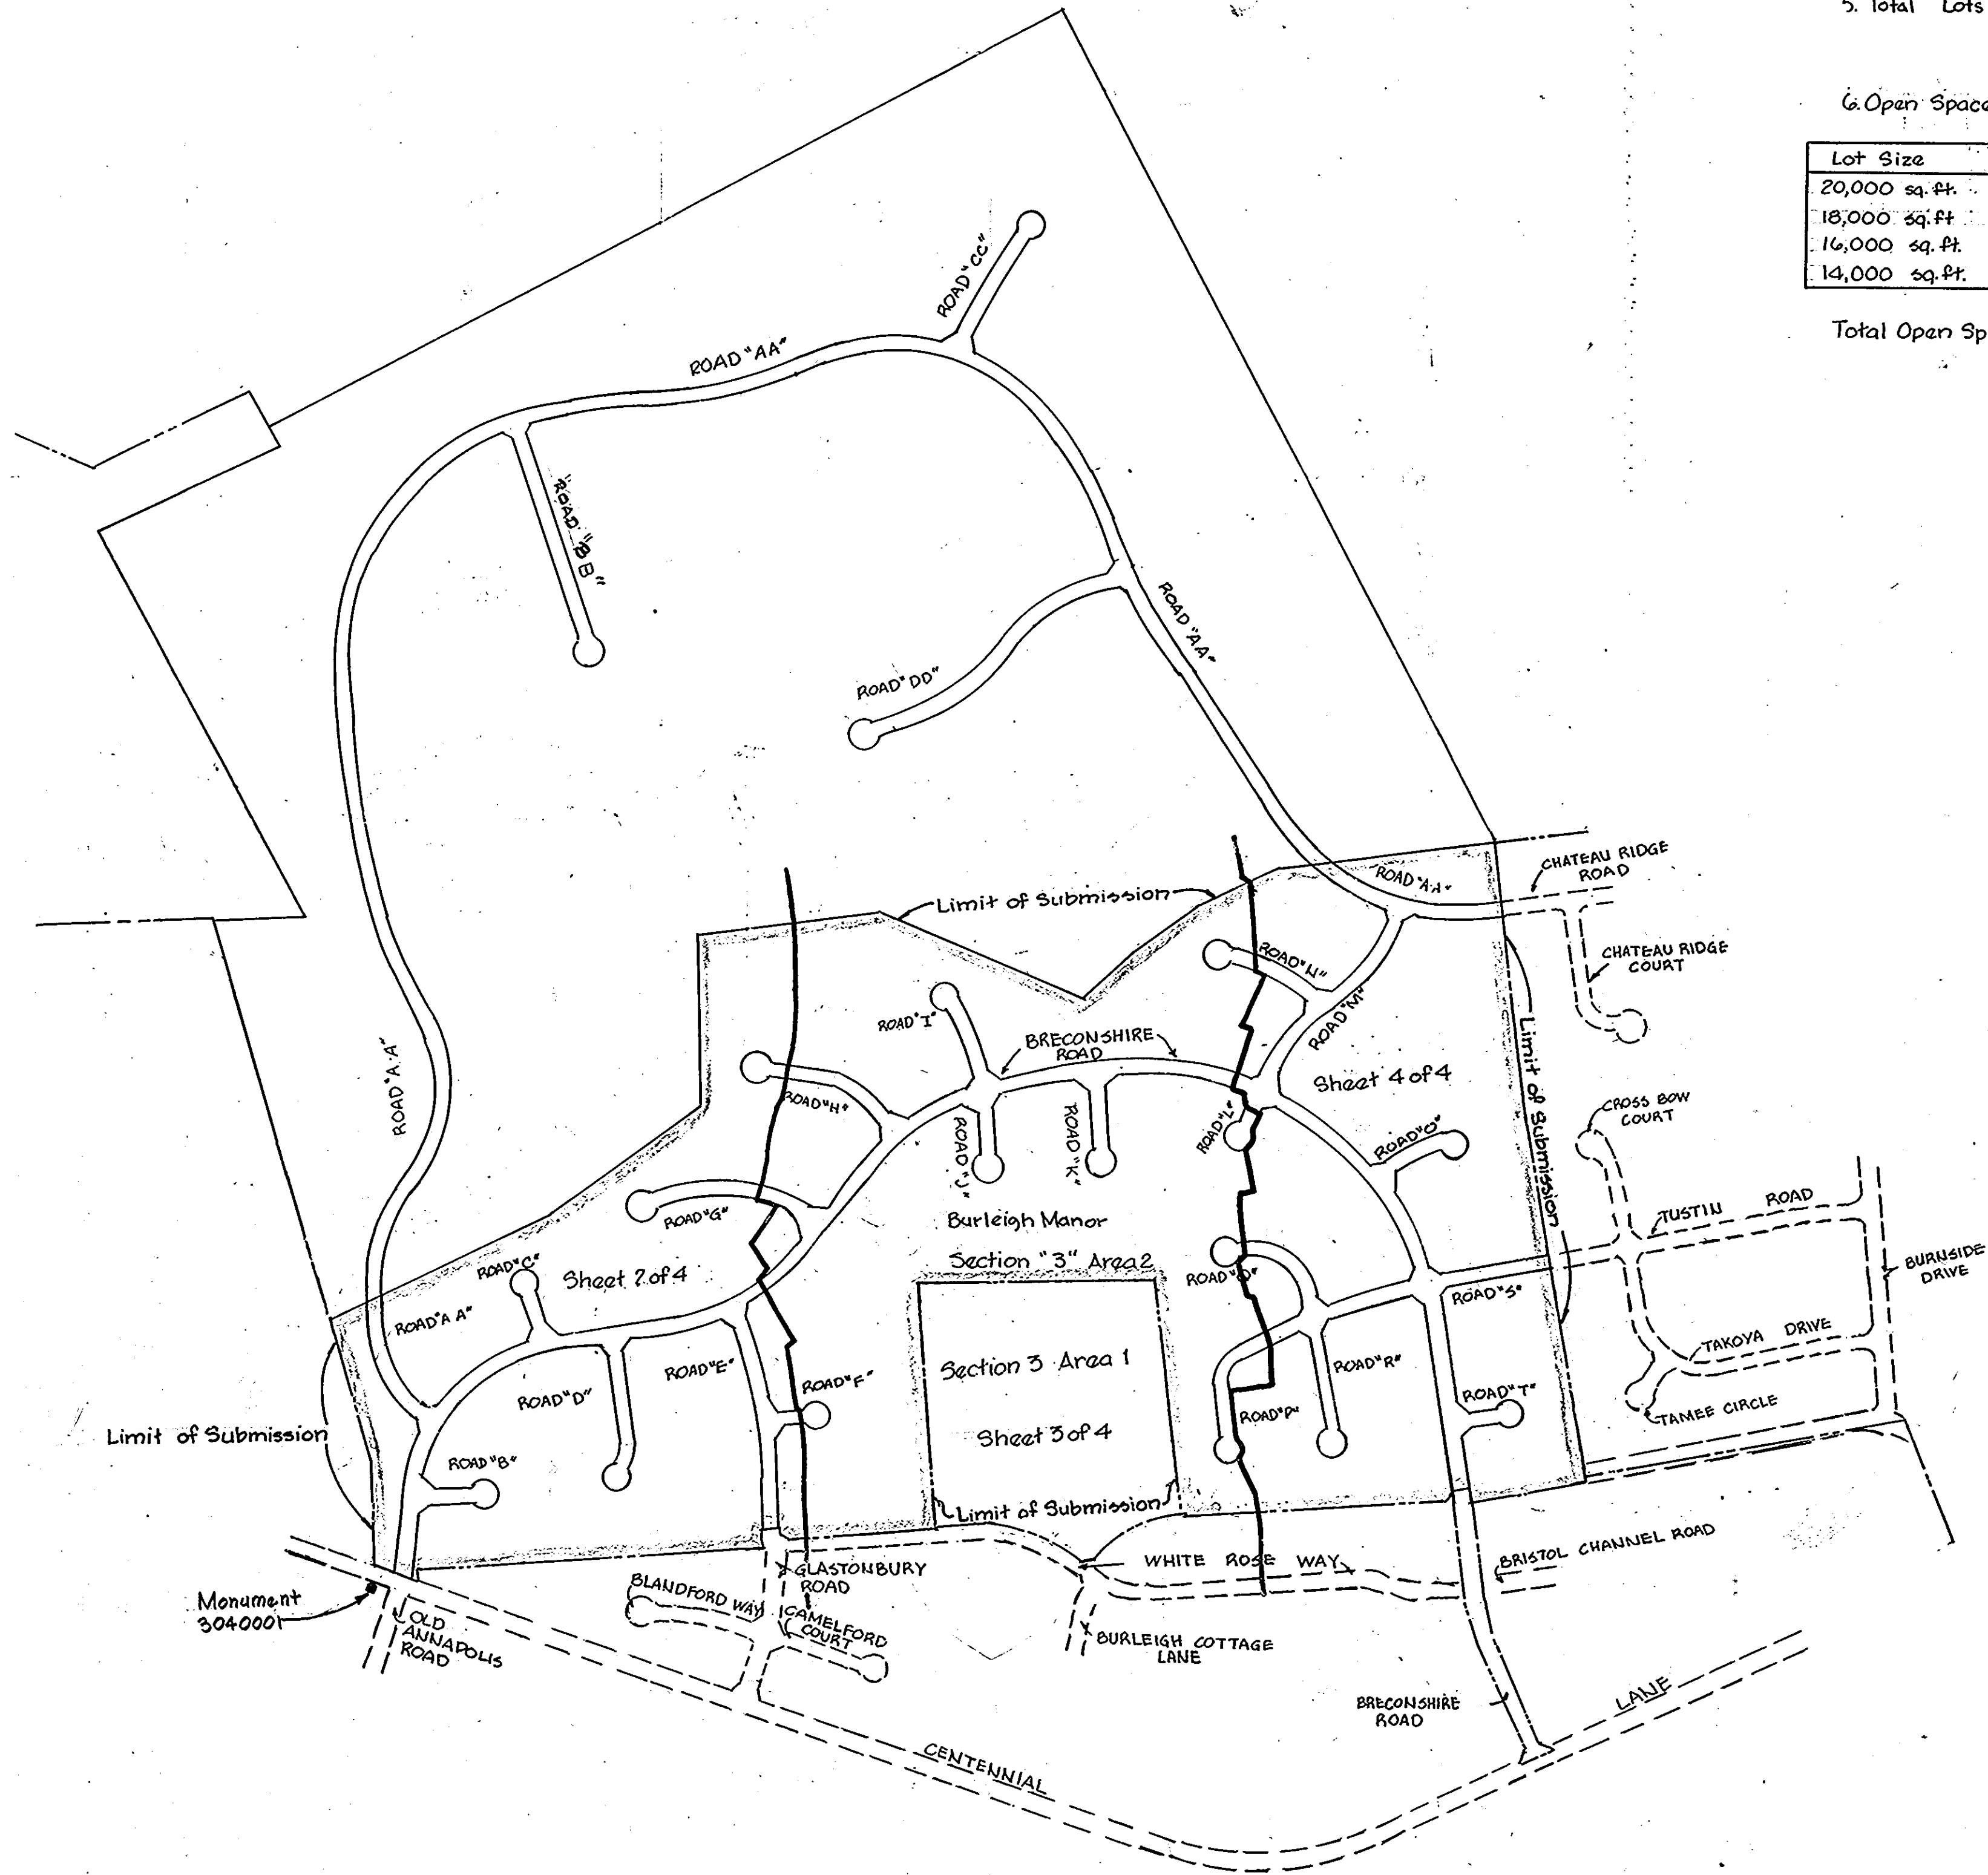 5. Total Lots
6. Open Space
Lot Size
20,000 sq. ft.
18,000 sq. ft
16,000 sq. ft.
14,000 sq. ft.
Total Open Sp
ROAD "CC"
ROAD "AA"
ROAD "BB"
ROAD "AA"
ROAD "DD"
CHATEAU RIDGE
ROAD
ROAD "AA"
Limit of Submission
CHATEAU RIDGE
COURT
ROAD "N"
ROAD "M"
ROAD "I"
BRECONSHIRE
ROAD
Limit of Submission
ROAD "A.A"
Sheet 4 of 4
ROAD "H"
CROSS BOW
COURT
ROAD "J"
ROAD "K"
ROAD "L"
ROAD "O"
ROAD "G"
Burleigh Manor
Section "3" Area 2
TUSTIN ROAD
BURNSIDE
DRIVE
ROAD "C"
Sheet 2 of 4
ROAD "Q"
ROAD "S"
ROAD "A A"
TAKOYA DRIVE
Section 3 Area 1
ROAD "E"
ROAD "R"
ROAD "D"
ROAD "F"
ROAD "T"
TAMEE CIRCLE
ROAD "P"
Sheet 3 of 4
Limit of Submission
ROAD "B"
Limit of Submission
WHITE ROSE WAY
BRISTOL CHANNEL ROAD
GLASTONBURY
ROAD
Monument
3040001
BLANDFORD WAY
CAMELFORD
COURT
OLD
ANNAPOLIS
ROAD
BURLEIGH COTTAGE
LANE
BRECONSHIRE
ROAD
CENTENNIAL LANE